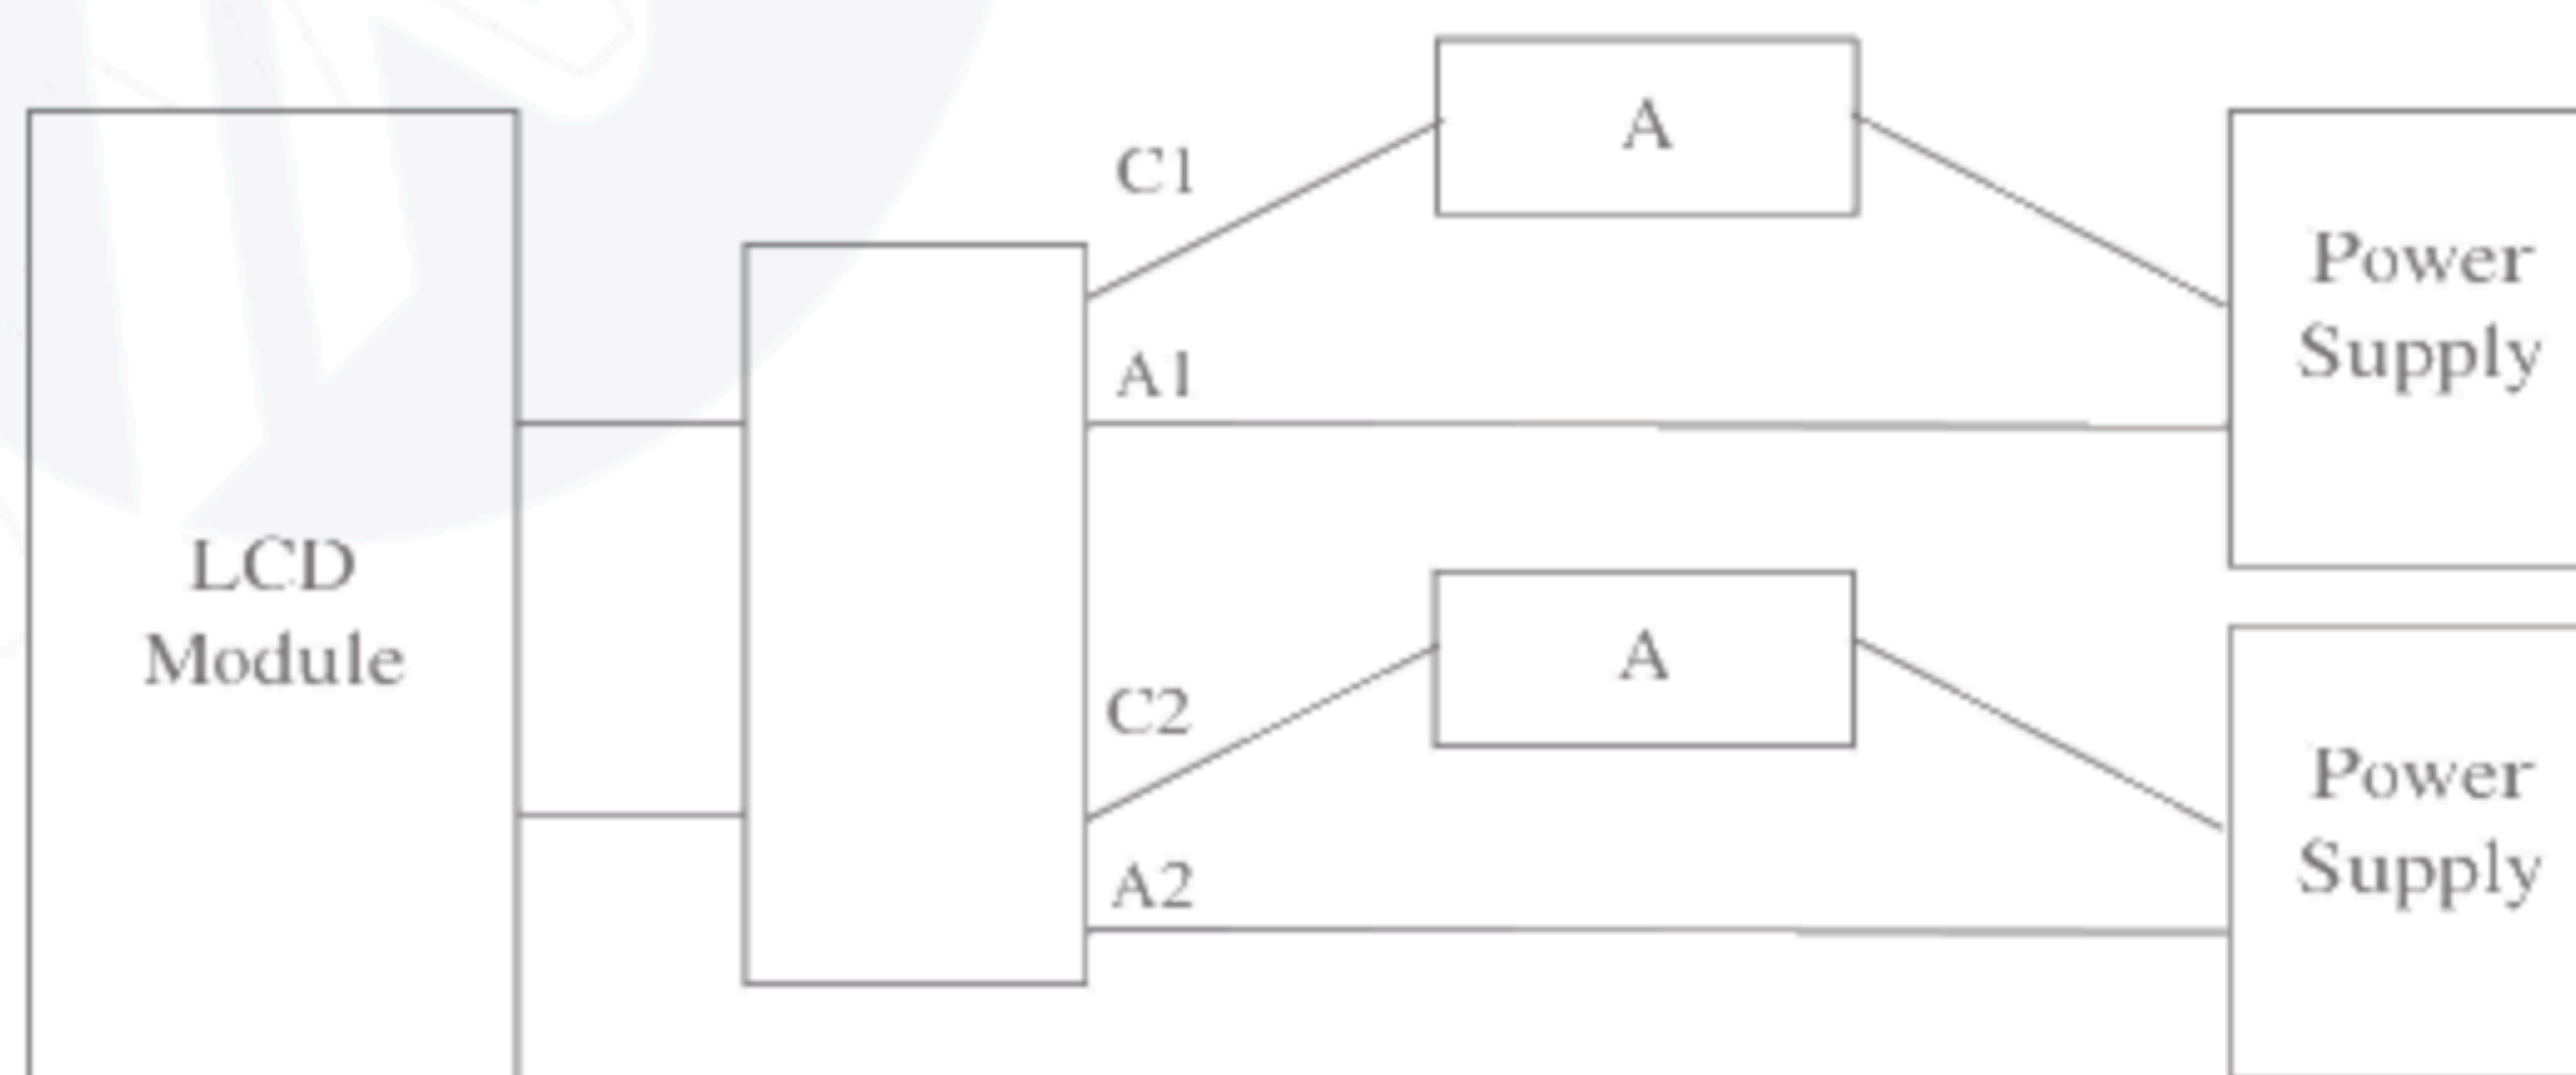 C1
A
Power
Supply
A1
LCD
Module
C2
A
A2
Power
Supply